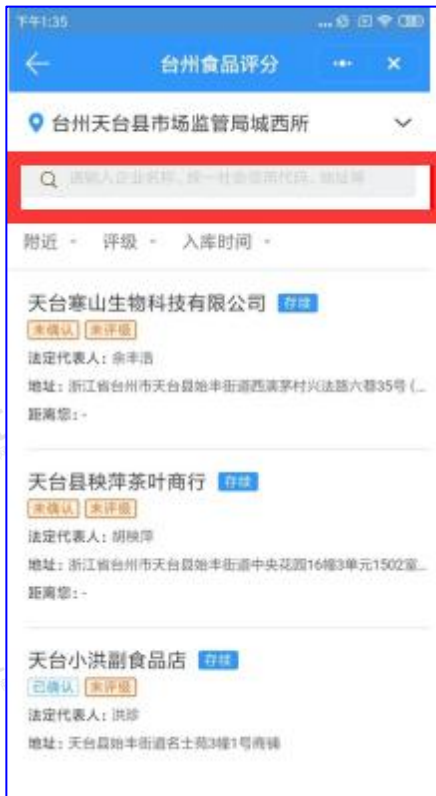 下午1:35
台州食品评分
台州天台县市场监管局城西所
请输入企业名称、统一社会信用代码、地址等
附近 评级 入库时间
天台寒山生物科技有限公司 存续
未确认 未评级
法定代表人：余丰浩
地址：浙江省台州市天台县始丰街道西演茅村兴法路六巷35号 (...
距离您：-
天台县秧萍茶叶商行 存续
未确认 未评级
法定代表人：胡秧萍
地址：浙江省台州市天台县始丰街道中央花园16幢3单元1502室...
距离您：-
天台小洪副食品店 存续
已确认 未评级
法定代表人：洪珍
地址：天台县始丰街道名士苑3幢1号商铺